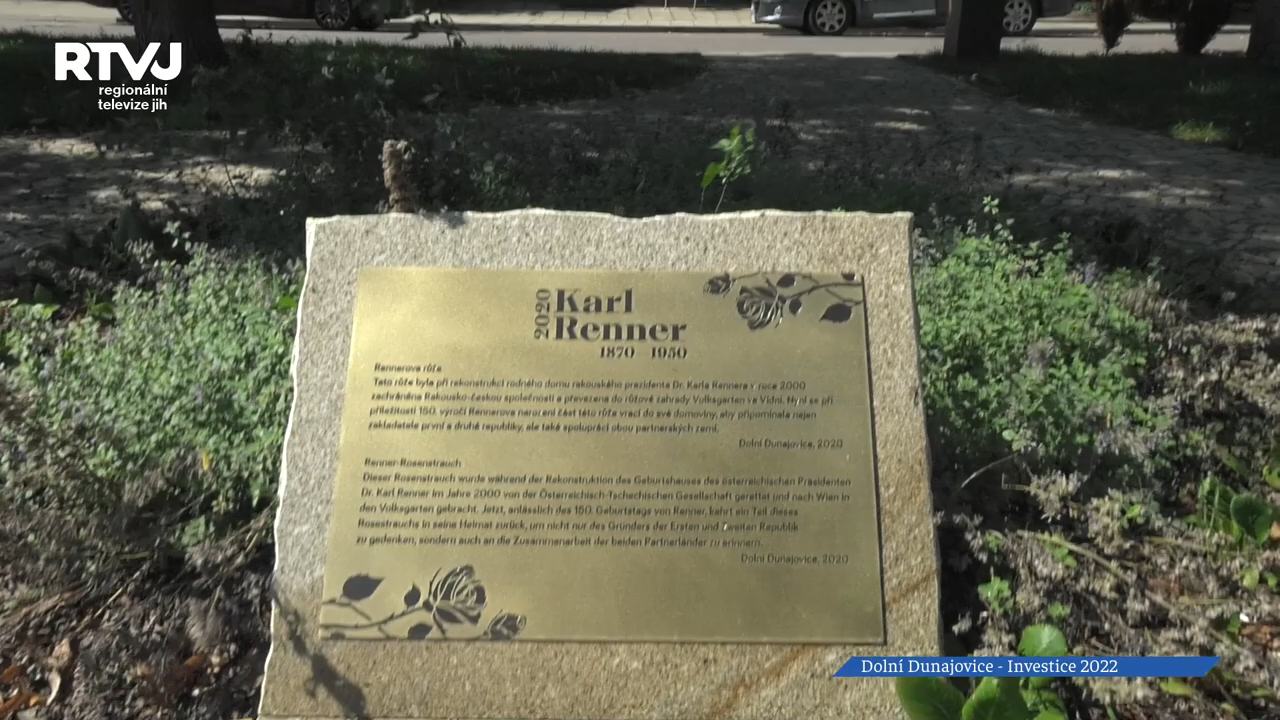 RTVJ
regionální
televize jih
2020
Karl
Renner
1870 1950
Rennerova růže
Tato růže byla při rekonstrukci rodného domu rakouského prezidenta Dr. Karla Rennera v roce 2000
zachráněna Rakousko-českou společností a převezena do růžové zahrady Volksgarten ve Vídni. Nyní se při
příležitosti 150. výročí Rennerova narození část této růže vrací do své domoviny, aby připomínala nejen
zakladatele první a druhé republiky, ale také spolupráci obou partnerských zemí.
Dolní Dunajovice, 2020
Renner-Rosenstrauch
Dieser Rosenstrauch wurde während der Rekonstruktion des Geburtshauses des österreichischen Präsidenten
Dr. Karl Renner im Jahre 2000 von der Österreichisch-Tschechischen Gesellschaft gerettet und nach Wien in
den Volksgarten gebracht. Jetzt, anlässlich des 150. Geburtstags von Renner, kehrt ein Teil dieses
Rosestrauchs in seine Heimat zurück, um nicht nur des Gründers der Ersten und Zweiten Republik
zu gedenken, sondern auch an die Zusammenarbeit der beiden Partnerländer zu erinnern.
Dolní Dunajovice, 2020
Dolní Dunajovice - Investice 2022